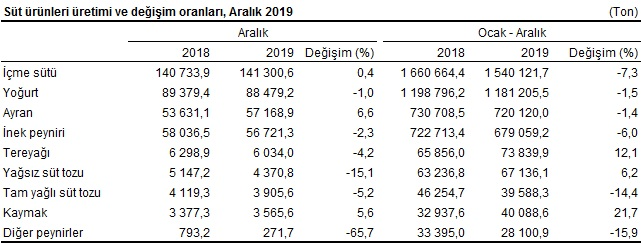 Süt ürünleri üretimi ve değişim oranları, Aralık 2019 (Ton)
Aralık Ocak - Aralık
2018 2019 Değişim (%) 2018 2019 Değişim (%)
İçme sütü 140 733,9 141 300,6 0,4 1 660 664,4 1 540 121,7 -7,3
Yoğurt 89 379,4 88 479,2 -1,0 1 198 796,2 1 181 205,5 -1,5
Ayran 53 631,1 57 168,9 6,6 730 708,5 720 120,0 -1,4
İnek peyniri 58 036,5 56 721,3 -2,3 722 713,4 679 059,2 -6,0
Tereyağı 6 298,9 6 034,0 -4,2 65 856,0 73 839,9 12,1
Yağsız süt tozu 5 147,2 4 370,8 -15,1 63 236,8 67 136,1 6,2
Tam yağlı süt tozu 4 119,3 3 905,6 -5,2 46 254,7 39 588,3 -14,4
Kaymak 3 377,3 3 565,6 5,6 32 937,6 40 088,6 21,7
Diğer peynirler 793,2 271,7 -65,7 33 395,0 28 100,9 -15,9